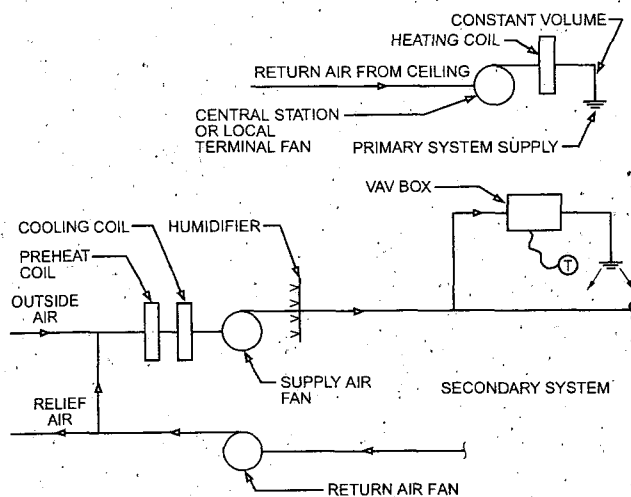 CONSTANT VOLUME
HEATING COIL
RETURN AIR FROM CEILING
CENTRAL STATION
OR LOCAL
TERMINAL FAN
PRIMARY SYSTEM SUPPLY
VAV BOX
COOLING COIL
HUMIDIFIER
PREHEAT
COIL
T
OUTSIDE
AIR
SUPPLY AIR
FAN
SECONDARY SYSTEM
RELIEF
AIR
RETURN AIR FAN